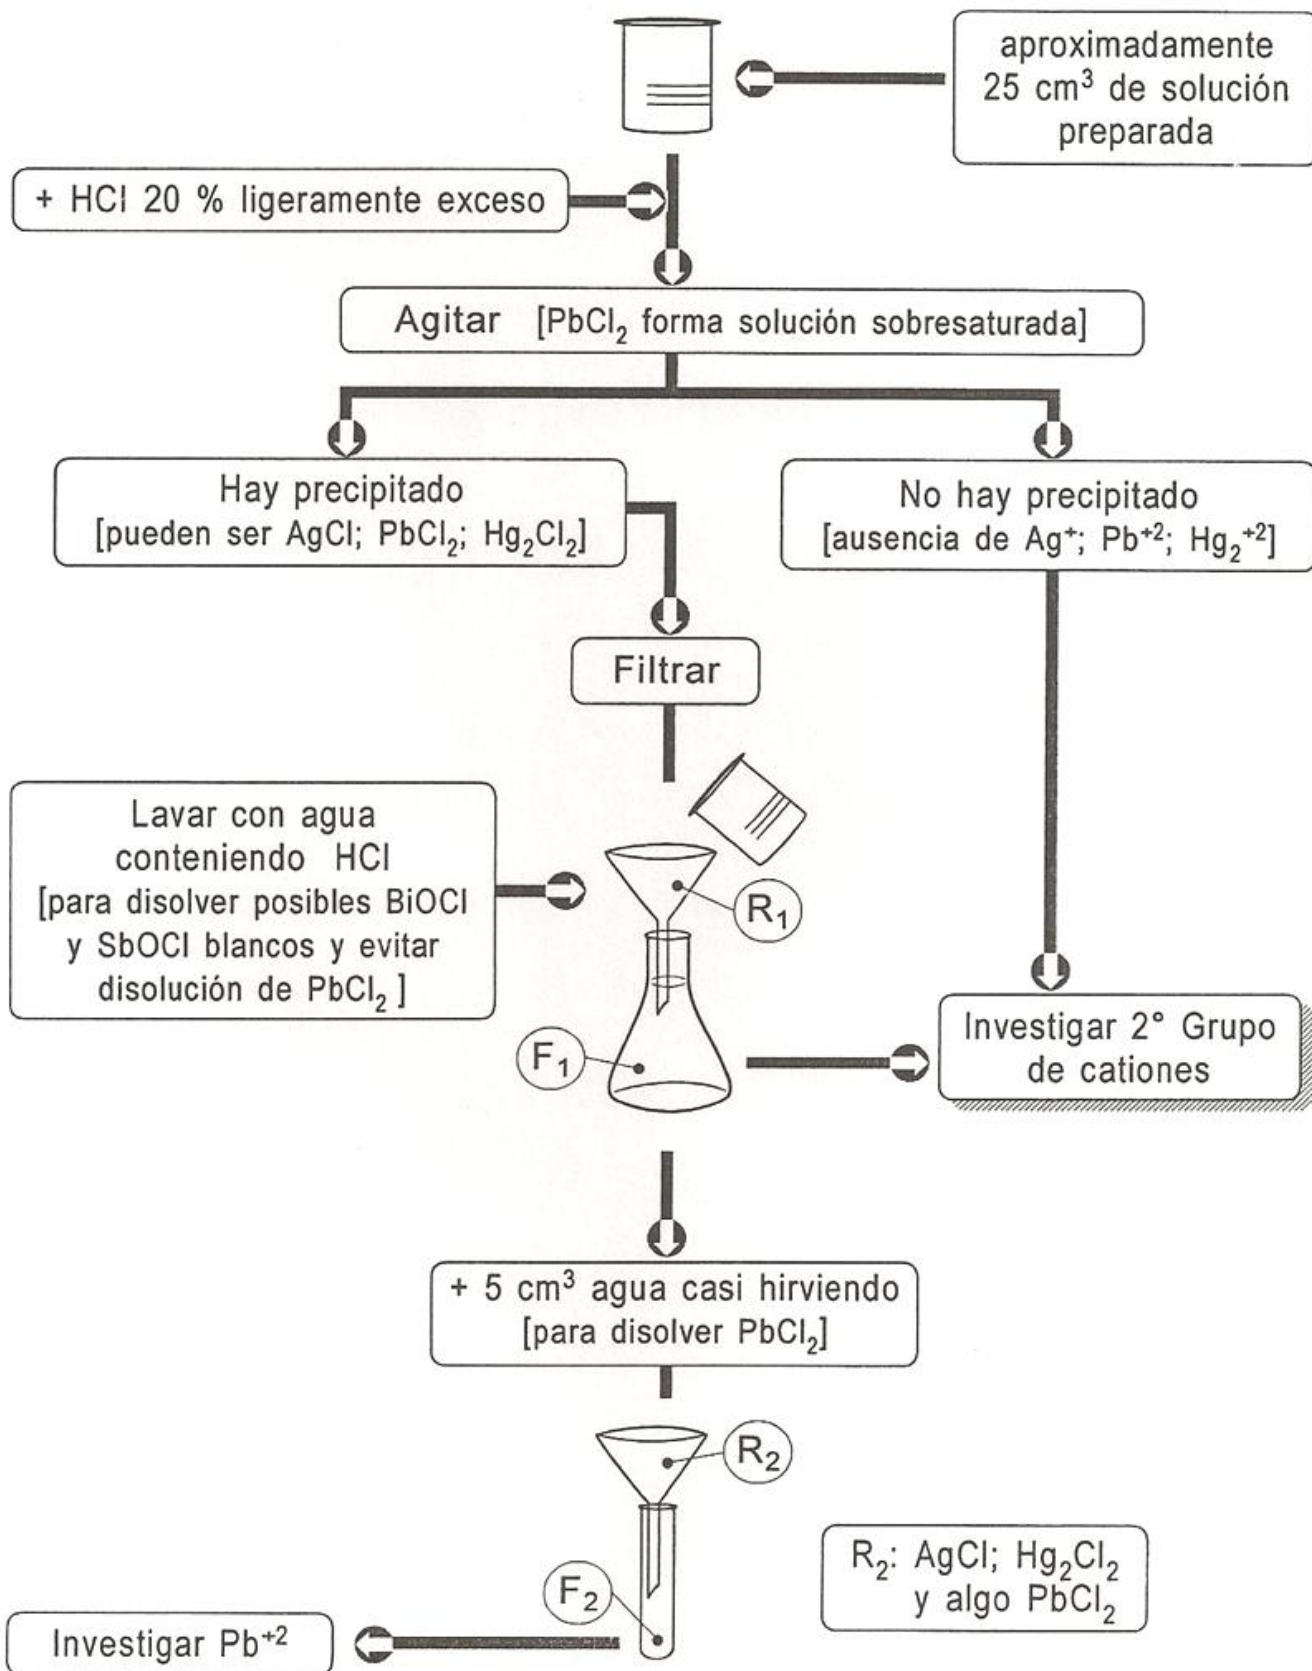 aproximadamente
25 cm³ de solución
preparada
+ HCl 20 % ligeramente exceso
Agitar [PbCl₂ forma solución sobresaturada]
Hay precipitado
[pueden ser AgCl; PbCl₂; Hg₂Cl₂]
No hay precipitado
[ausencia de Ag⁺; Pb⁺²; Hg₂⁺²]
Filtrar
Lavar con agua
conteniendo HCl
[para disolver posibles BiOCl
y SbOCl blancos y evitar
disolución de PbCl₂ ]
R₁
F₁
Investigar 2° Grupo
de cationes
+ 5 cm³ agua casi hirviendo
[para disolver PbCl₂]
R₂
R₂: AgCl; Hg₂Cl₂
y algo PbCl₂
F₂
Investigar Pb⁺²